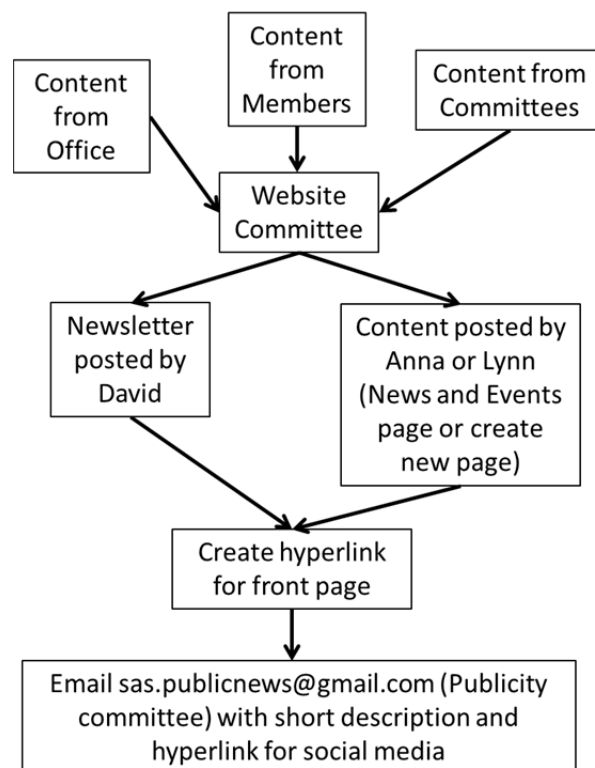 Content
from
Office
Content
from
Members
Content from
Committees
Website
Committee
Newsletter
posted by
David
Content posted by
Anna or Lynn
(News and Events
page or create
new page)
Create hyperlink
for front page
Email sas.publicnews@gmail.com (Publicity
committee) with short description and
hyperlink for social media